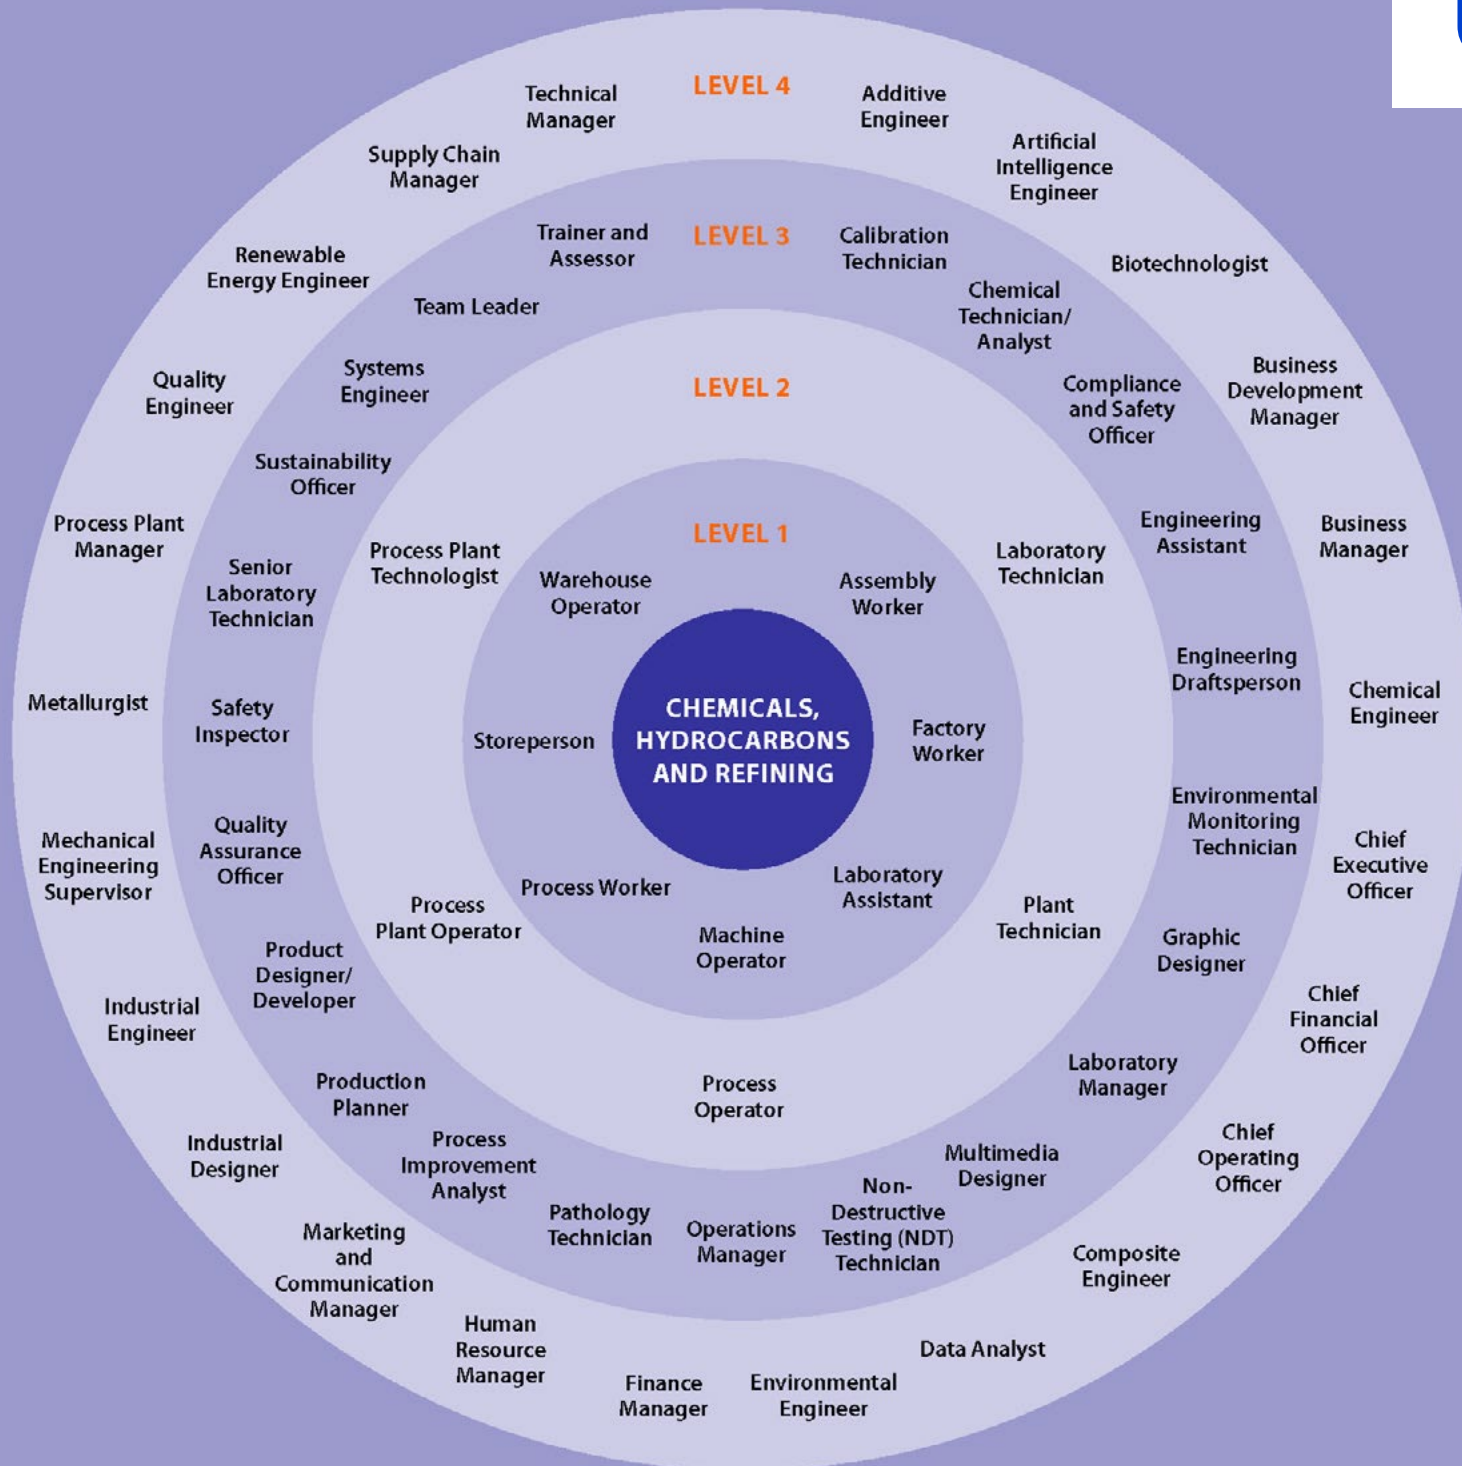 LEVEL 4
Additive
Engineer
Artificial
Intelligence
Engineer
Biotechnologist
Business
Development
Manager
Business
Manager
Chemical
Engineer
Chief
Executive
Officer
Chief
Financial
Officer
Chief
Operating
Officer
Composite
Engineer
Data Analyst
Environmental
Engineer
Finance
Manager
Human
Resource
Manager
Marketing
and
Communication
Manager
Industrial
Designer
Industrial
Engineer
Mechanical
Engineering
Supervisor
Metallurgist
Process Plant
Manager
Quality
Engineer
Renewable
Energy Engineer
Supply Chain
Manager
Technical
Manager
LEVEL 3
Calibration
Technician
Chemical
Technician/
Analyst
Compliance
and Safety
Officer
Engineering
Assistant
Engineering
Draftsperson
Environmental
Monitoring
Technician
Graphic
Designer
Laboratory
Manager
Multimedia
Designer
Non-
Destructive
Testing (NDT)
Technician
Operations
Manager
Pathology
Technician
Process
Improvement
Analyst
Production
Planner
Product
Designer/
Developer
Quality
Assurance
Officer
Safety
Inspector
Senior
Laboratory
Technician
Sustainability
Officer
Systems
Engineer
Team Leader
Trainer and
Assessor
LEVEL 2
Laboratory
Technician
Plant
Technician
Process
Operator
Process
Plant Operator
Process Plant
Technologist
LEVEL 1
Assembly
Worker
Factory
Worker
Laboratory
Assistant
Machine
Operator
Process Worker
Storeperson
Warehouse
Operator
CHEMICALS,
HYDROCARBONS
AND REFINING